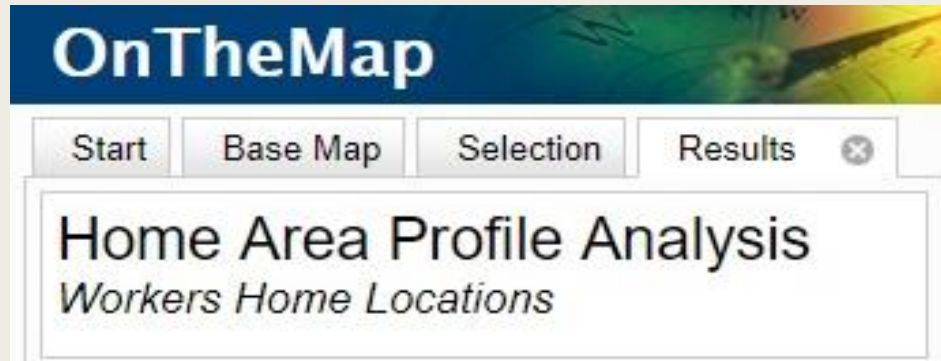 OnTheMap
Start Base Map Selection Results
Home Area Profile Analysis
Workers Home Locations